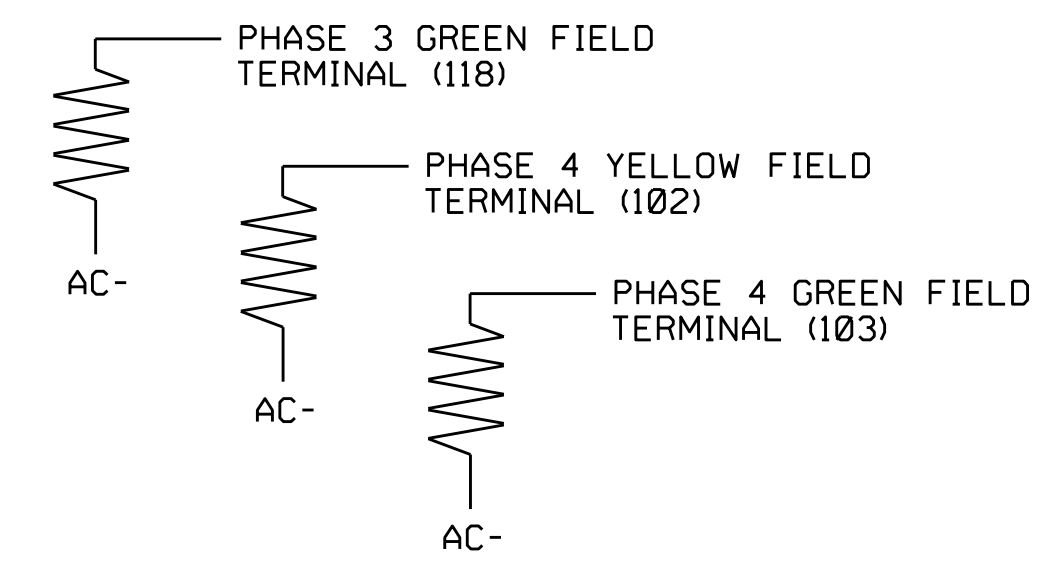 PHASE 3 GREEN FIELD
TERMINAL (118)
AC-
PHASE 4 YELLOW FIELD
TERMINAL (102)
AC-
PHASE 4 GREEN FIELD
TERMINAL (103)
AC-